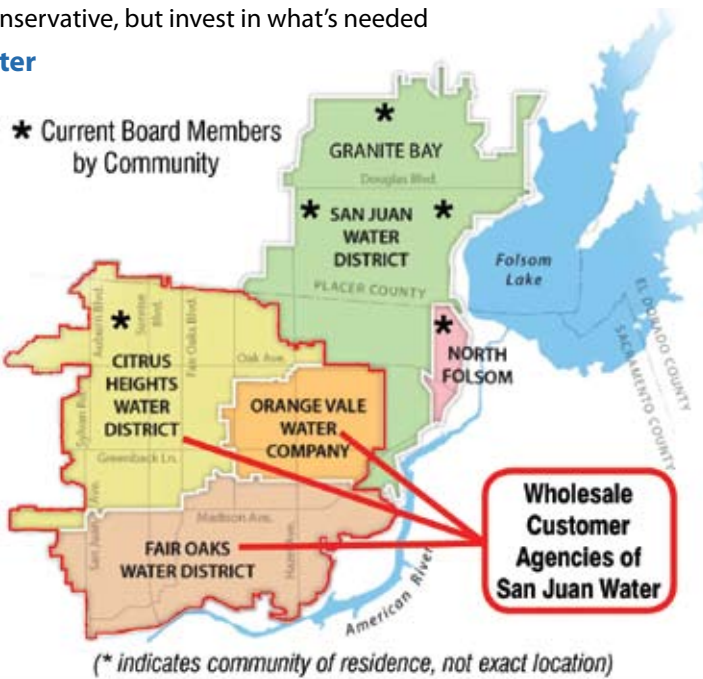 nservative, but invest in what's needed
ter
* Current Board Members
by Community
*
GRANITE BAY
Douglas Blvd.
* *
SAN JUAN
WATER
DISTRICT
PLACER COUNTY
Folsom
Lake
EL DORADO COUNTY
SACRAMENTO COUNTY
*
NORTH
FOLSOM
*
Auburn Blvd.
Sunrise
Blvd.
Fair Oaks Blvd.
Oak Ave.
CITRUS
HEIGHTS
WATER
DISTRICT
Sylvan
Greenback Ln.
ORANGE VALE
WATER
COMPANY
Madison Ave.
San Juan Ave.
Hazel Ave.
FAIR OAKS
WATER DISTRICT
American River
Wholesale
Customer
Agencies of
San Juan Water
(* indicates community of residence, not exact location)